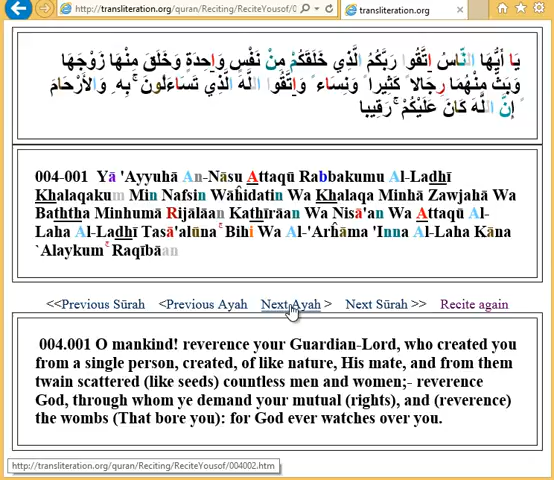 http://transliteration.org/quran/Reciting/ReciteYousof/0
transliteration.org
يَا أَيُّهَا النَّاسُ اتَّقُوا رَبَّكُمُ الَّذِي خَلَقَكُمْ مِنْ نَفْسٍ وَاحِدَةٍ وَخَلَقَ مِنْهَا زَوْجَهَا
وَبَثَّ مِنْهُمَا رِجَالًا كَثِيرًا وَنِسَاءً ۚ وَاتَّقُوا اللَّهَ الَّذِي تَسَاءَلُونَ بِهِ وَالْأَرْحَامَ
ۚ إِنَّ اللَّهَ كَانَ عَلَيْكُمْ رَقِيبًا
004-001 Yā 'Ayyuhā An-Nāsu Attaqū Rabbakumu Al-Ladhī
Khalaqakum Min Nafsin Wāĥidatin Wa Khalaqa Minhā Zawjahā Wa
Baththa Minhumā Rijālāan Kathīrāan Wa Nisā'an Wa Attaqū Al-
Laha Al-Ladhī Tasā'alūna Bihi Wa Al-'Arĥāma 'Inna Al-Laha Kāna
`Alaykum Raqībāan
<<Previous Sūrah <Previous Ayah Next Ayah > Next Sūrah >> Recite again
004.001 O mankind! reverence your Guardian-Lord, who created you
from a single person, created, of like nature, His mate, and from them
twain scattered (like seeds) countless men and women;- reverence
God, through whom ye demand your mutual (rights), and (reverence)
the wombs (That bore you): for God ever watches over you.
http://transliteration.org/quran/Reciting/ReciteYousof/004002.htm